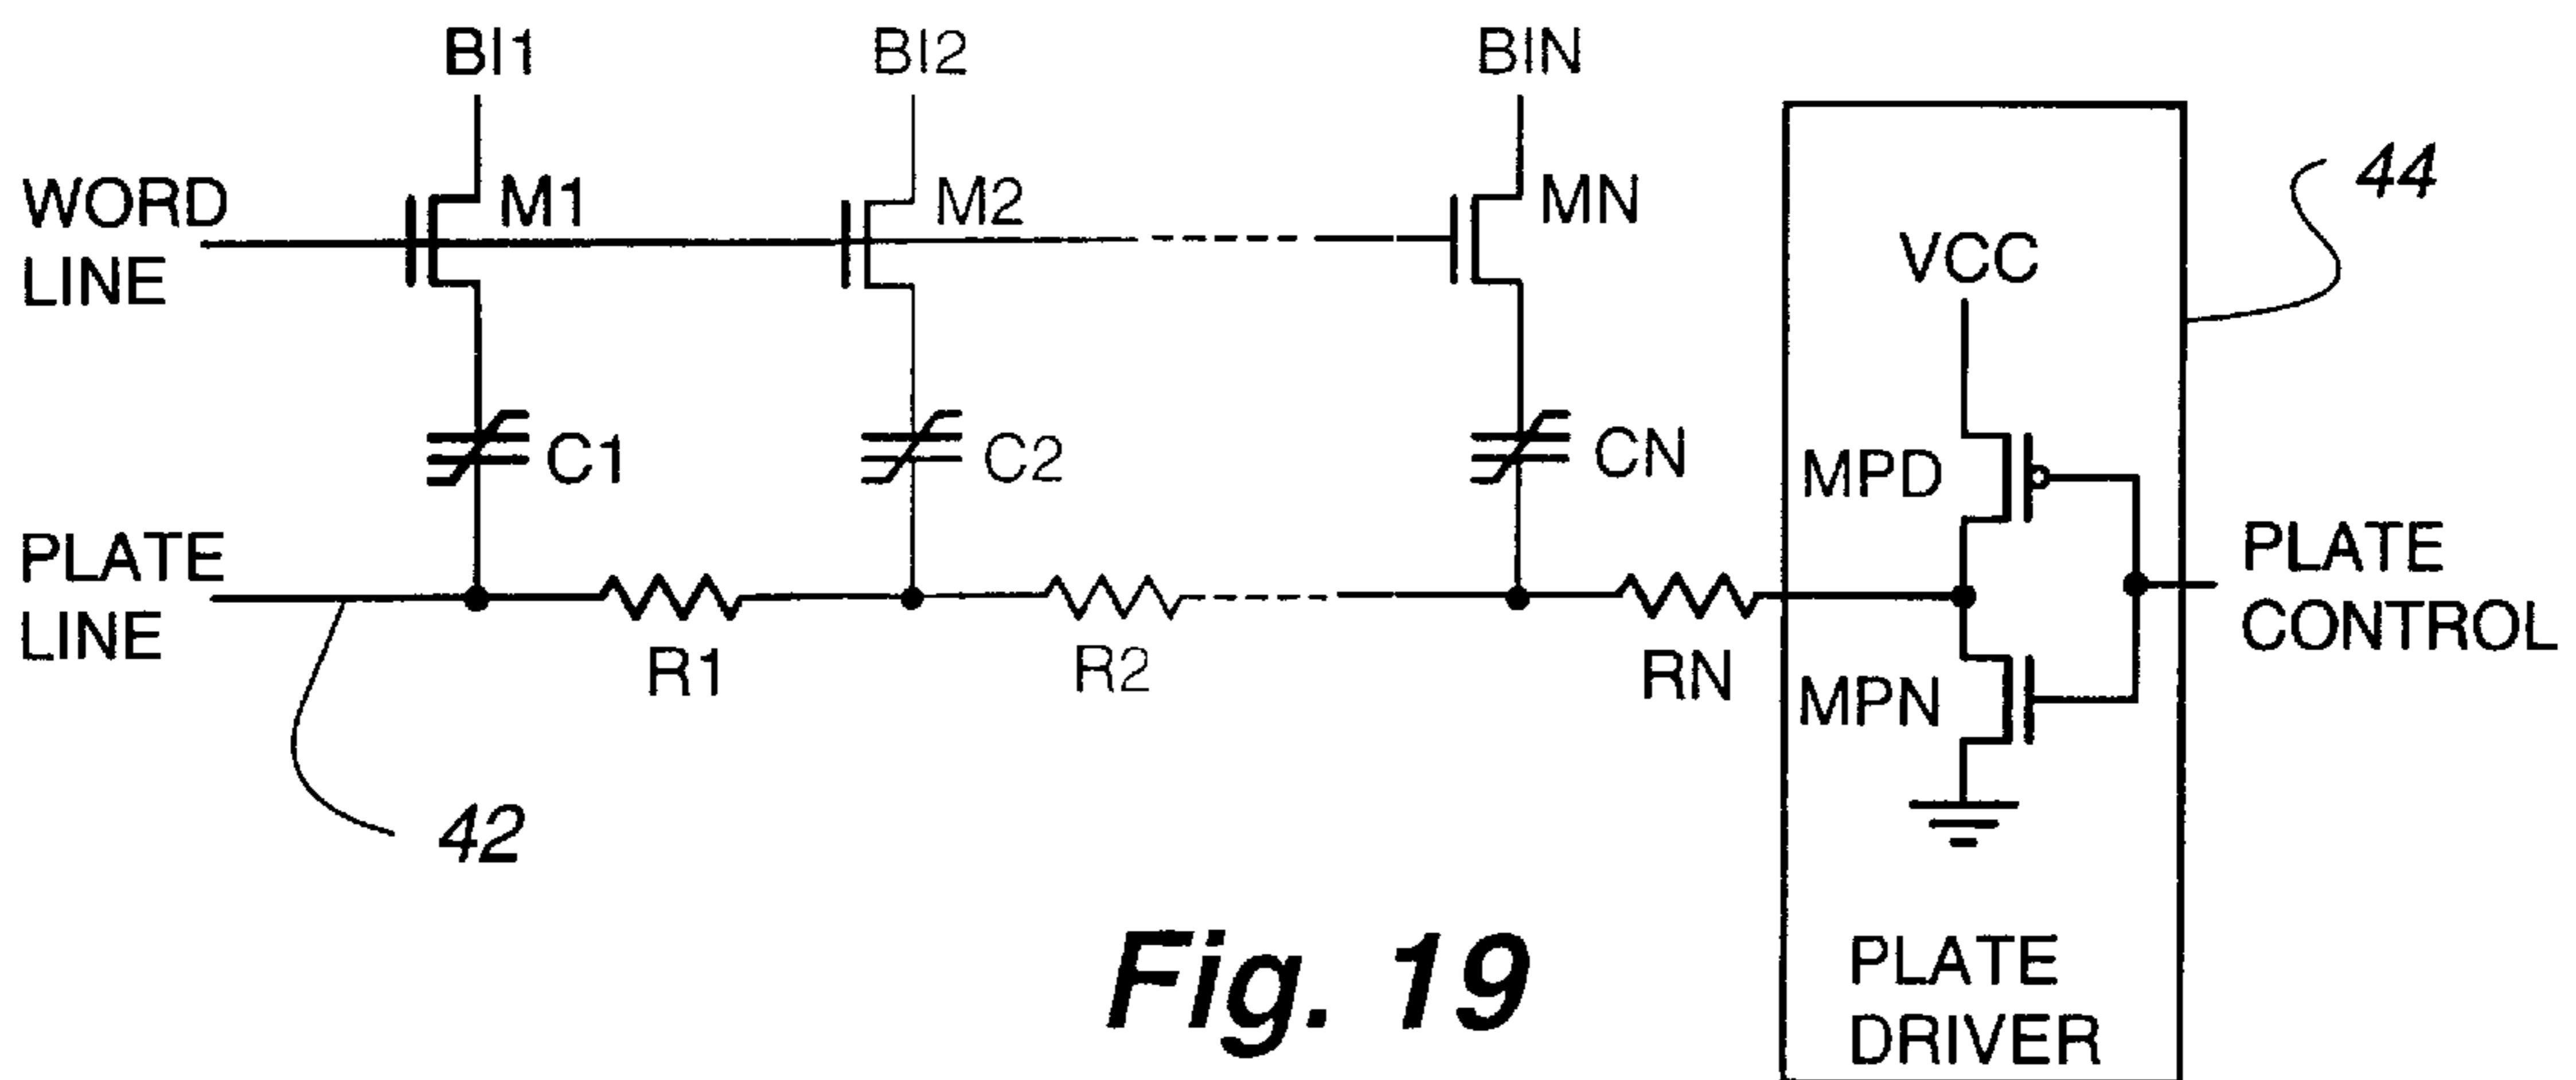 BI1
BI2
BIN
WORD
LINE
M1
M2
MN
44
VCC
C1
C2
CN
MPD
PLATE
LINE
R1
R2
RN
MPN
PLATE
CONTROL
42
Fig. 19
PLATE
DRIVER